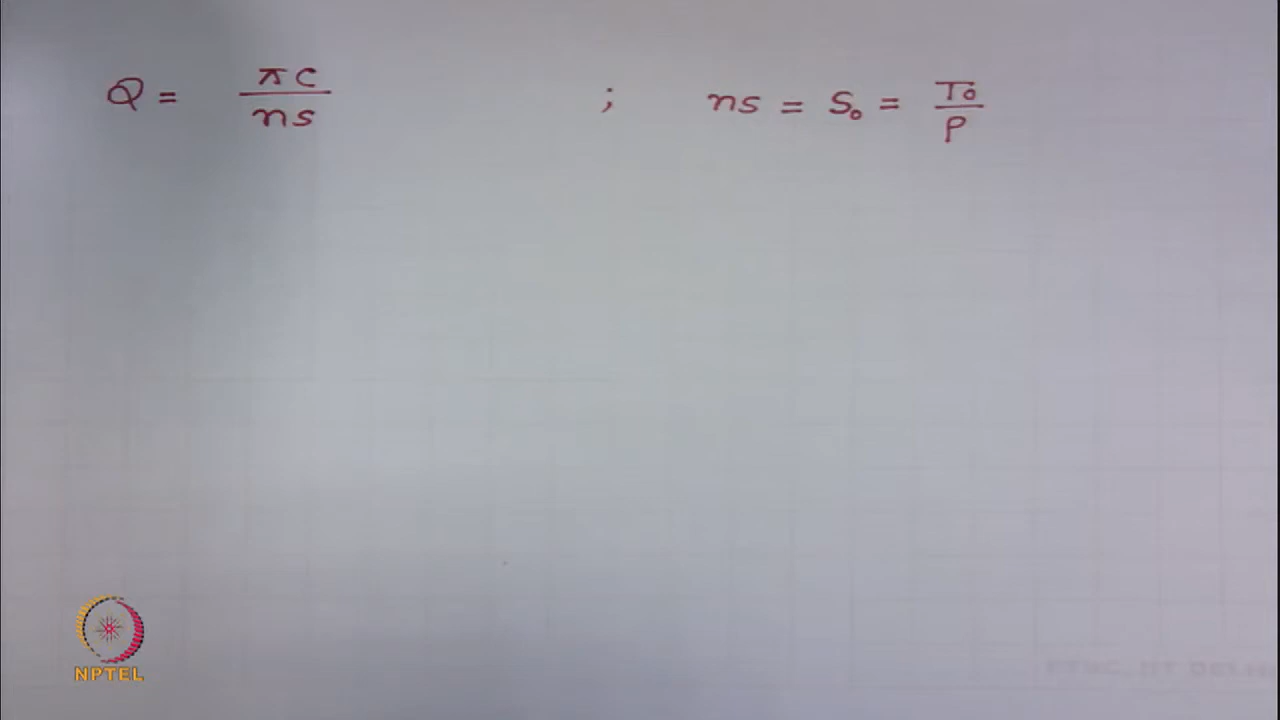 Q = πC / ns ; ns = S₀ = T₀ / P
NPTEL